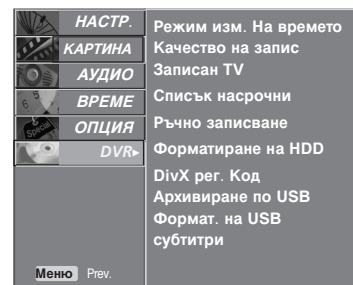 НАСТР.
КАРТИНА
АУДИО
ВРЕМЕ
Special
ОПЦИЯ
DVR
Режим изм. На времето
Качество на запис
Записан TV
Списък насрочни
Ръчно записване
Форматиране на HDD
DivX рег. Код
Архивиране по USB
Формат. на USB
субтитри
Меню Prev.